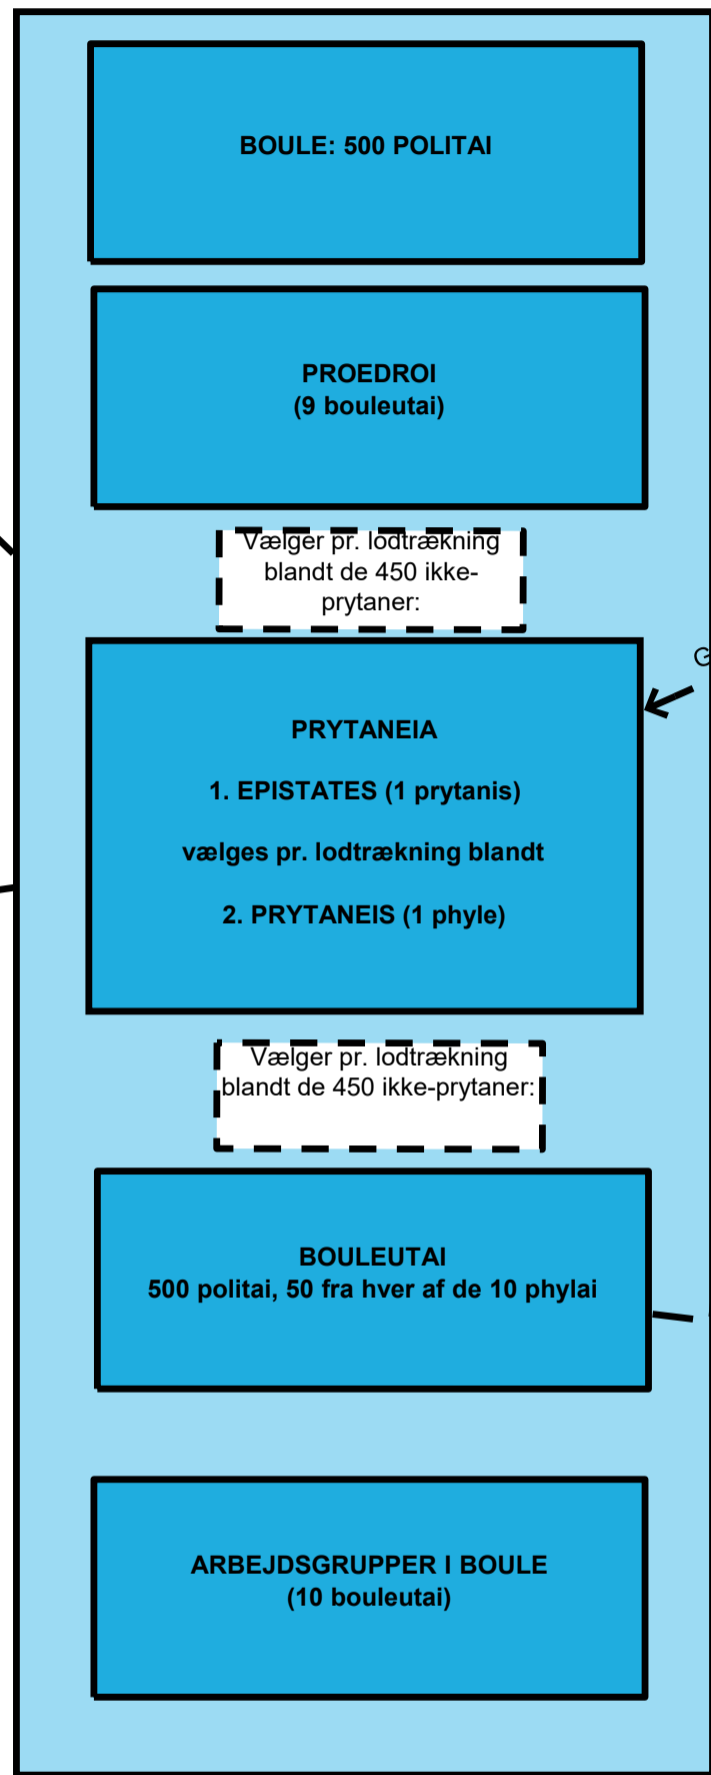 BOULE: 500 POLITAI
PROEDROI
(9 bouleutai)
Vælger pr. lodtrækning
blandt de 450 ikke-
prytaner:
G
PRYTANEIA
1. EPISTATES (1 prytanis)
vælges pr. lodtrækning blandt
2. PRYTANEIS (1 phyle)
Vælger pr. lodtrækning
blandt de 450 ikke-prytaner:
BOULEUTAI
500 politai, 50 fra hver af de 10 phylai
ARBEJDSGRUPPER I BOULE
(10 bouleutai)